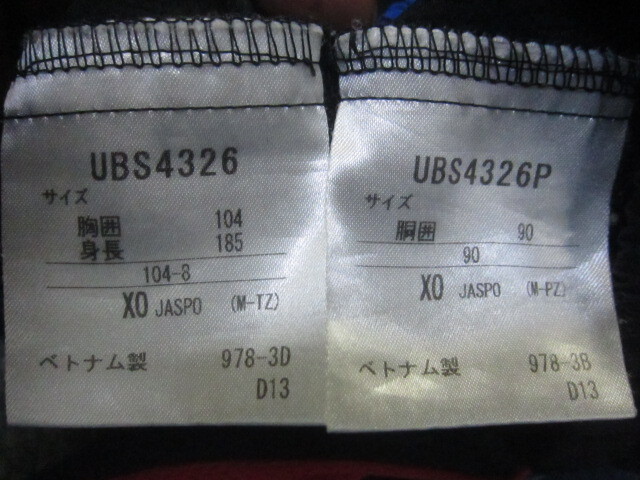 UBS4326
サイズ
胸囲 104
身長 185
104-8
XO JASPO (M-TZ)
ベトナム製 978-3D
D13
UBS4326P
サイズ
胴囲 90
90
XO JASPO (M-PZ)
ベトナム製 978-3B
D13